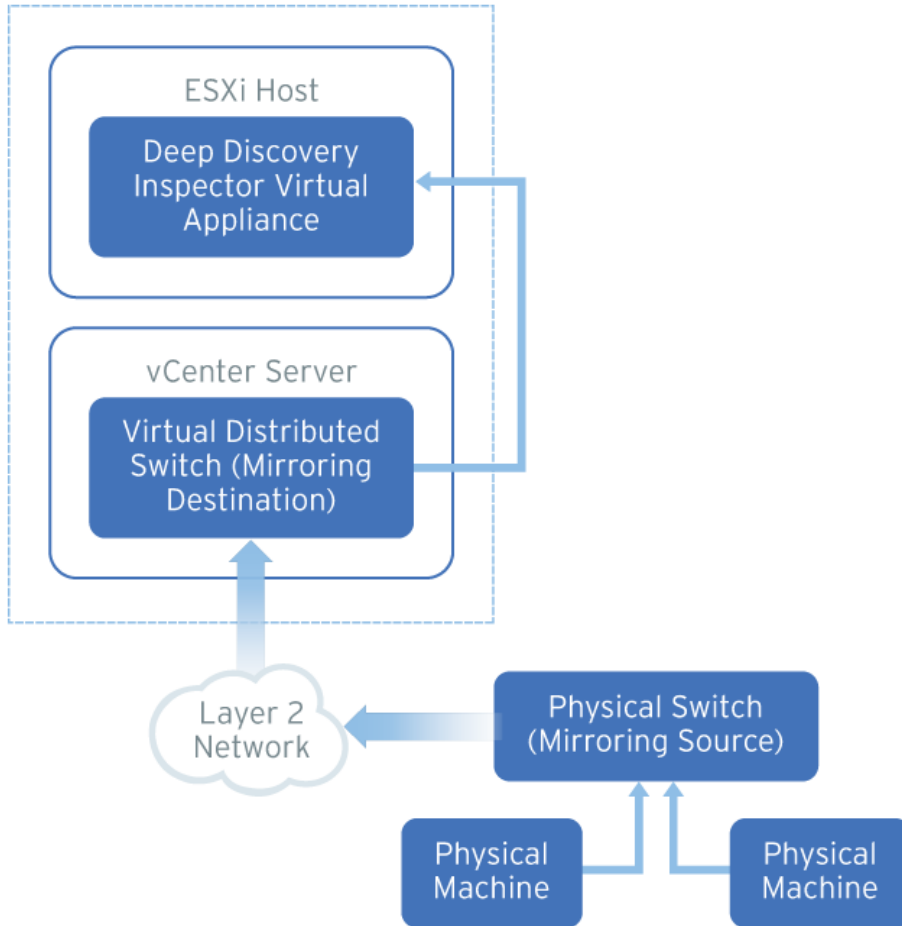 ESXi Host
Deep Discovery
Inspector Virtual
Appliance
vCenter Server
Virtual Distributed
Switch (Mirroring
Destination)
Layer 2
Network
Physical Switch
(Mirroring Source)
Physical
Machine
Physical
Machine